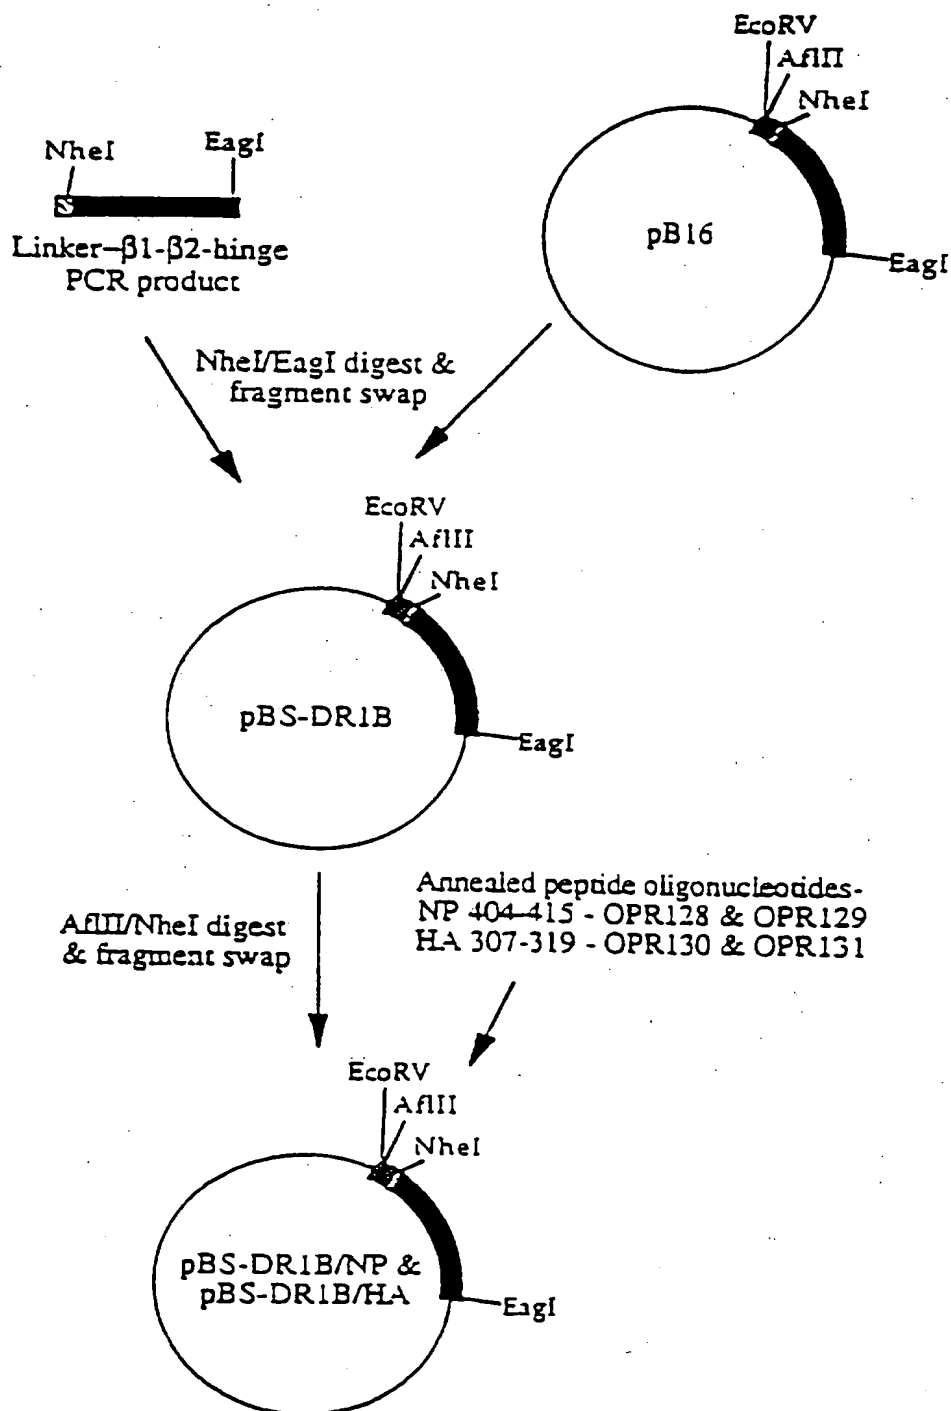 EcoRV
AflII
NheI
pB16
EagI
NheI
EagI
Linker-β1-β2-hinge
PCR product
NheI/EagI digest &
fragment swap
EcoRV
AflII
NheI
pBS-DR1B
EagI
AflII/NheI digest
& fragment swap
Annealed peptide oligonucleotides-
NP 404-415 - OPR128 & OPR129
HA 307-319 - OPR130 & OPR131
EcoRV
AflII
NheI
pBS-DR1B/NP &
pBS-DR1B/HA
EagI